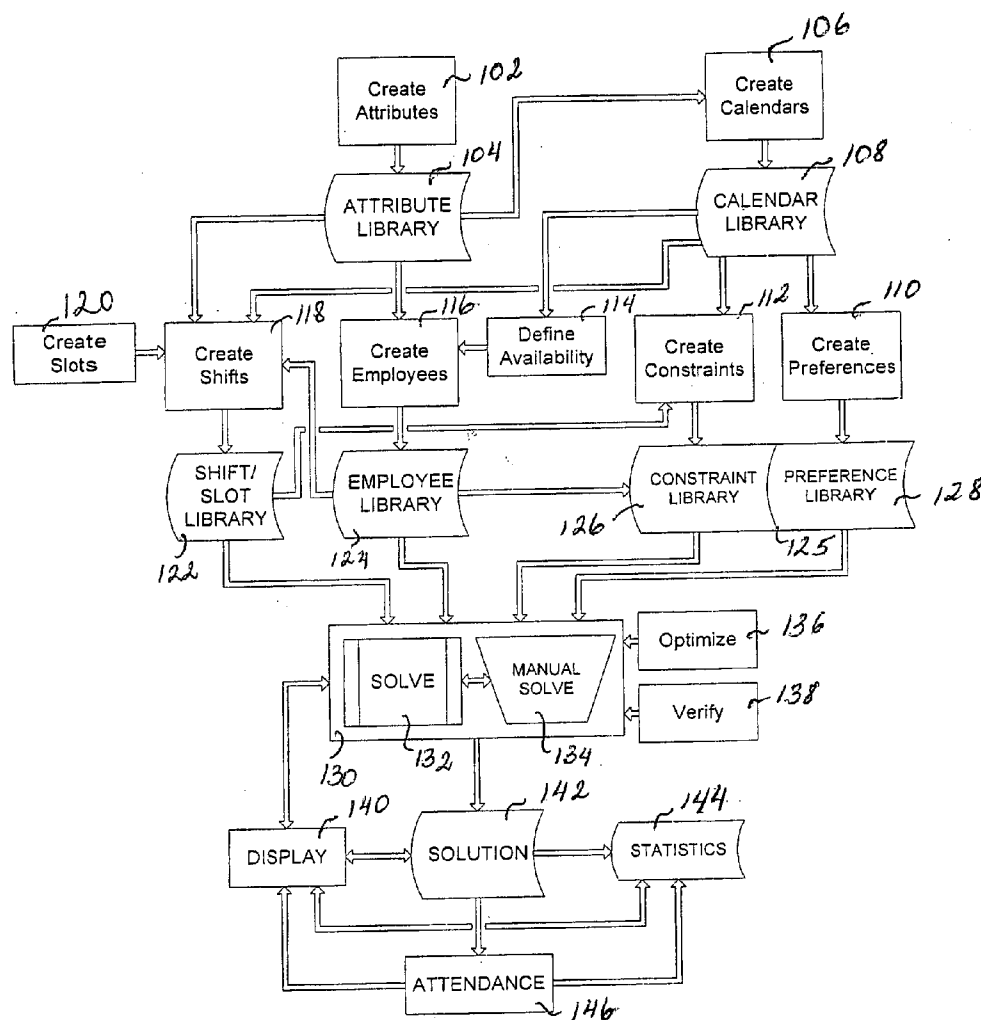 106
102
Create
Attributes
Create
Calendars
104
108
ATTRIBUTE
LIBRARY
CALENDAR
LIBRARY
120
118
116
114
112
110
Create
Slots
Create
Shifts
Create
Employees
Define
Availability
Create
Constraints
Create
Preferences
SHIFT/
SLOT
LIBRARY
EMPLOYEE
LIBRARY
CONSTRAINT
LIBRARY
PREFERENCE
LIBRARY
128
126
125
122
124
Optimize
136
SOLVE
MANUAL
SOLVE
Verify
138
130
132
134
140
142
144
DISPLAY
SOLUTION
STATISTICS
ATTENDANCE
146